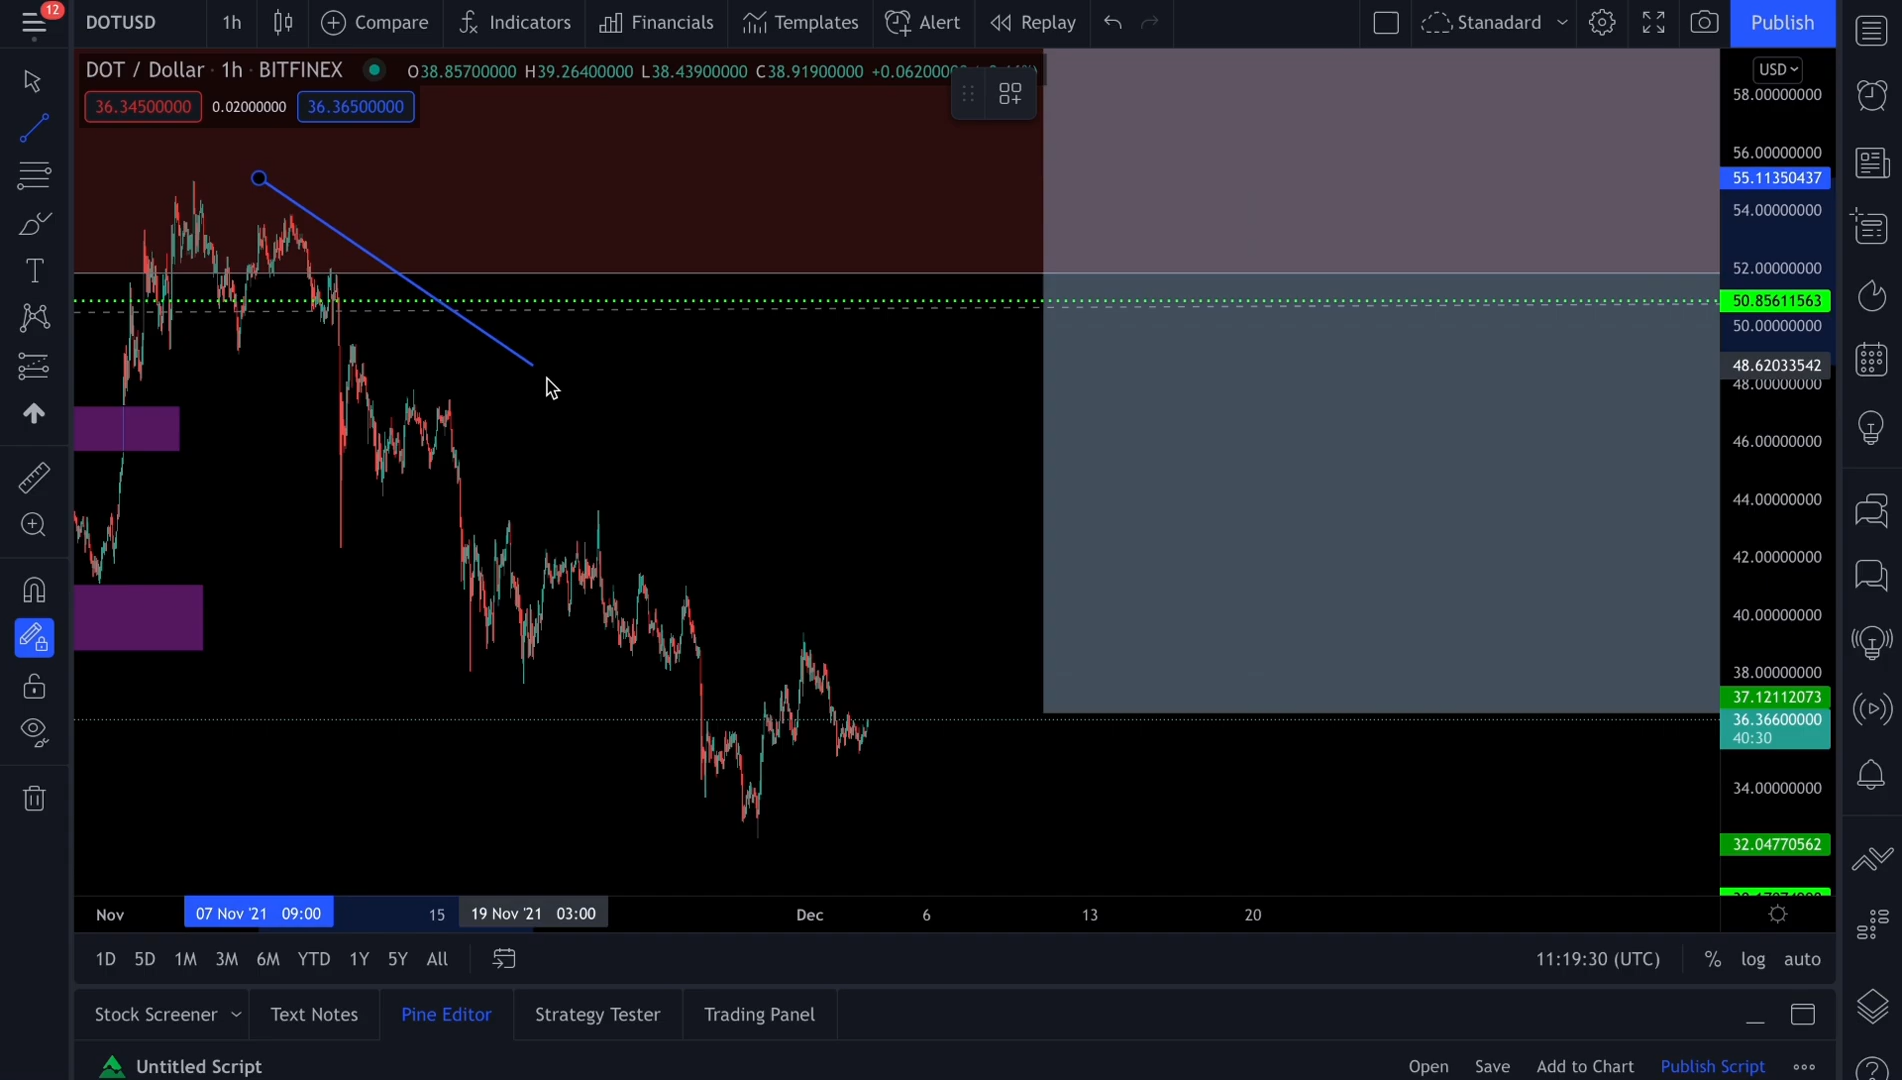 12
DOTUSD
1h
Compare
Indicators
Financials
Templates
Alert
Replay
Stanadard
Publish
DOT / Dollar · 1h · BITFINEX
O38.85700000 H39.26400000 L38.43900000 C38.91900000
36.34500000
0.02000000
36.36500000
USD
58.00000000
56.00000000
55.11350437
54.00000000
52.00000000
50.85611563
50.00000000
48.62033542
48.00000000
46.00000000
44.00000000
42.00000000
40.00000000
38.00000000
37.12112073
36.36600000
40:30
34.00000000
32.04770562
Nov
07 Nov '21 09:00
15
19 Nov '21 03:00
Dec
6
13
20
1D 5D 1M 3M 6M YTD 1Y 5Y All
11:19:30 (UTC)
%
log
auto
Stock Screener
Text Notes
Pine Editor
Strategy Tester
Trading Panel
Untitled Script
Open
Save
Add to Chart
Publish Script